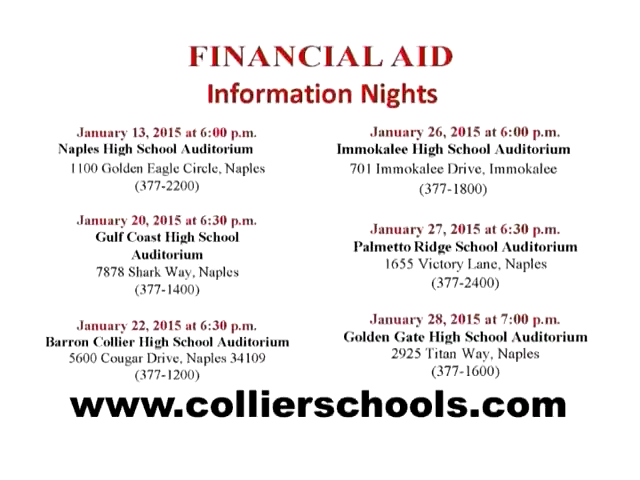 FINANCIAL AID
Information Nights
January 13, 2015 at 6:00 p.m.
Naples High School Auditorium
1100 Golden Eagle Circle, Naples
(377-2200)
January 20, 2015 at 6:30 p.m.
Gulf Coast High School
Auditorium
7878 Shark Way, Naples
(377-1400)
January 22, 2015 at 6:30 p.m.
Barron Collier High School Auditorium
5600 Cougar Drive, Naples 34109
(377-1200)
January 26, 2015 at 6:00 p.m.
Immokalee High School Auditorium
701 Immokalee Drive, Immokalee
(377-1800)
January 27, 2015 at 6:30 p.m.
Palmetto Ridge School Auditorium
1655 Victory Lane, Naples
(377-2400)
January 28, 2015 at 7:00 p.m.
Golden Gate High School Auditorium
2925 Titan Way, Naples
(377-1600)
www.collierschools.com